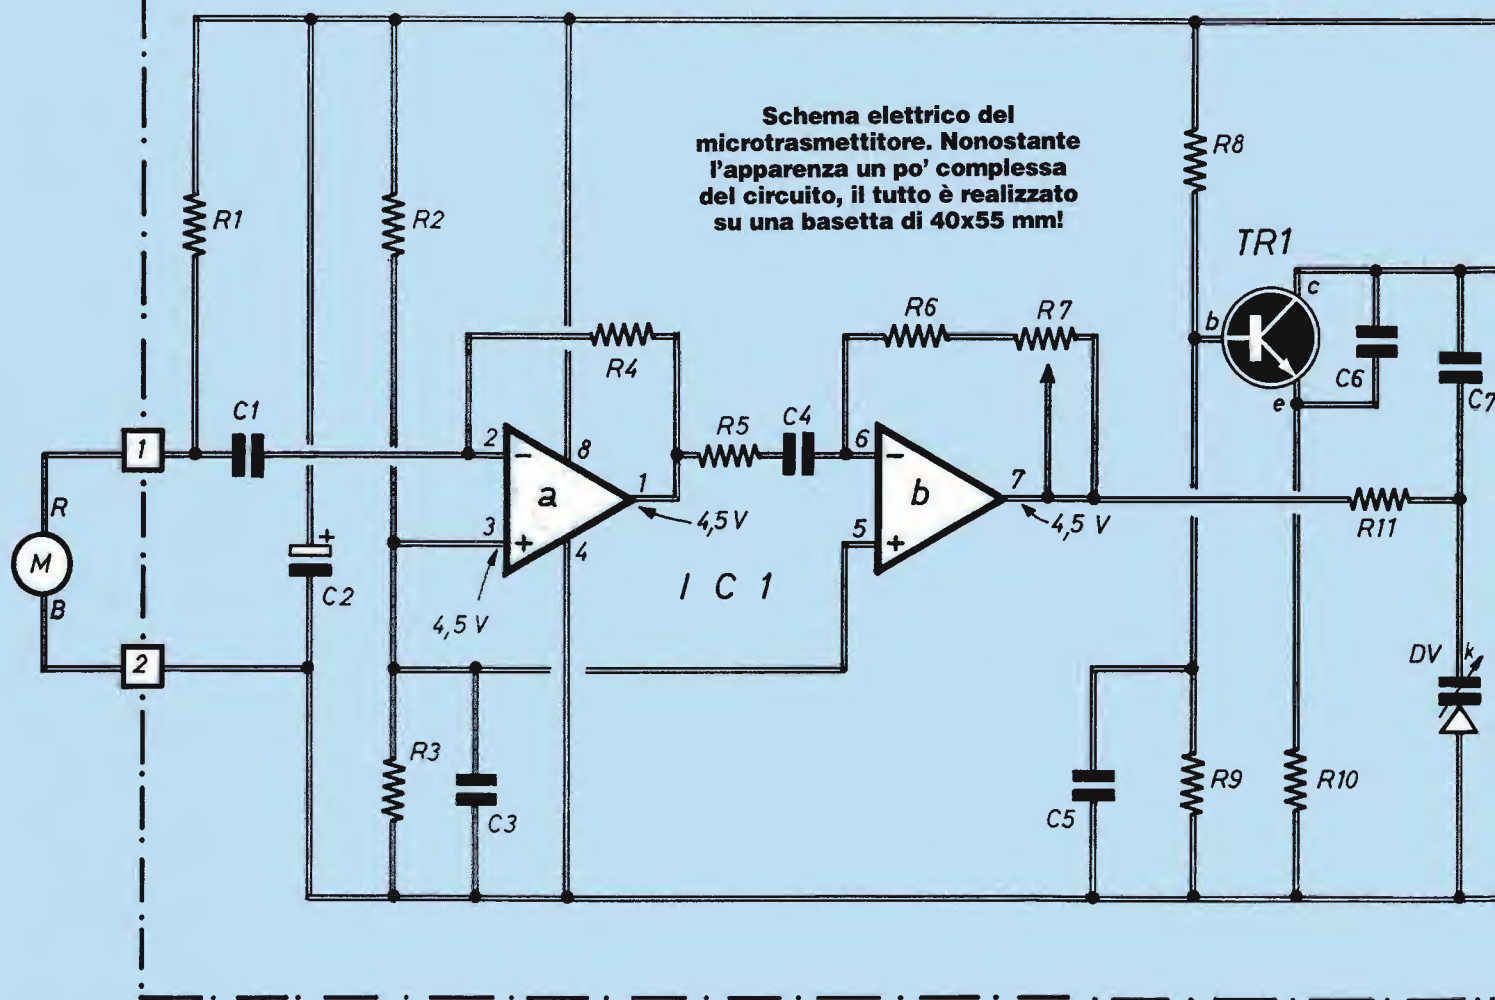 Schema elettrico del
microtrasmettitore. Nonostante
l'apparenza un po' complessa
del circuito, il tutto è realizzato
su una basetta di 40x55 mm!
R8
R1
R2
TR1
c
b
e
R6
R7
R4
C6
C7
C1
R5
C4
1
2
8
1
6
7
−
−
a
b
R
3
4
4,5 V
5
4,5 V
R11
+
+
+
M
C2
I C 1
B
4,5 V
2
DV
k
R3
C3
C5
R9
R10